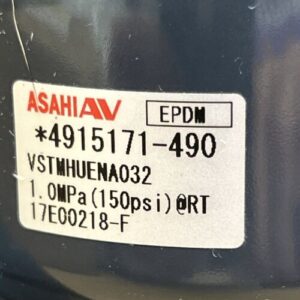 ASAHI AV EPDM
*4915171-490
VSTMHUENA032
1.0MPa(150psi)@RT
17E00218-F